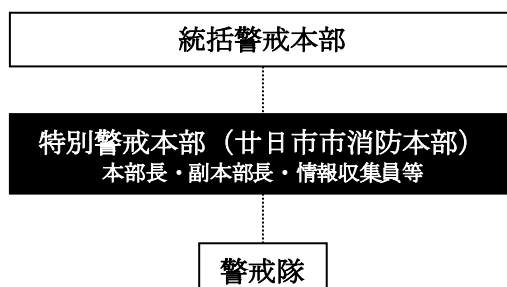 統括警戒本部
特別警戒本部（廿日市市消防本部）
本部長・副本部長・情報収集員等
警戒隊